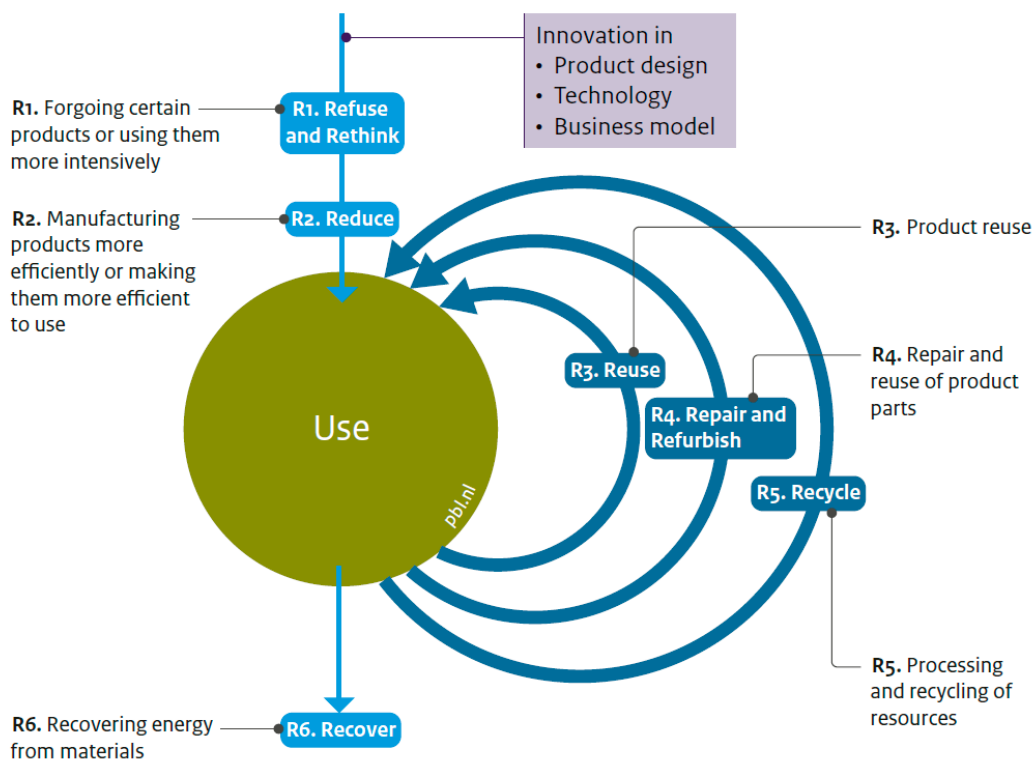 Innovation in
• Product design
• Technology
• Business model
R1. Forgoing certain
products or using them
more intensively
R1. Refuse
and Rethink
R2. Manufacturing
products more
efficiently or making
them more efficient
to use
R2. Reduce
R3. Product reuse
R3. Reuse
R4. Repair and
reuse of product
parts
R4. Repair and
Refurbish
Use
pbl.nl
R5. Recycle
R5. Processing
and recycling of
resources
R6. Recovering energy
from materials
R6. Recover